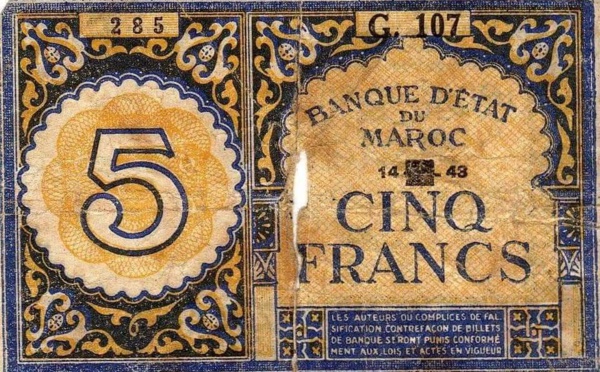 285
G. 107
5
BANQUE D'ÉTAT
DU
MAROC
14 - 43
CINQ
FRANCS
LES AUTEURS OU COMPLICES DE FAL
SIFICATION, CONTREFAÇON DE BILLETS
DE BANQUE SERONT PUNIS CONFORMÉ
MENT AUX LOIS ET ACTES EN VIGUEUR